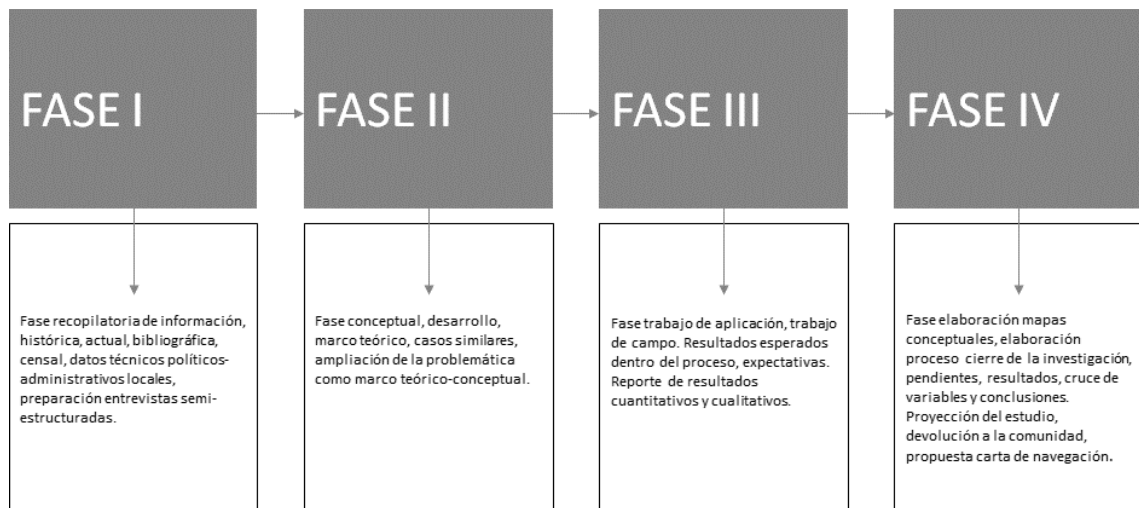 FASE I
FASE II
FASE III
FASE IV
Fase recopilatoria de información,
histórica, actual, bibliográfica,
censal, datos técnicos políticos-
administrativos locales,
preparación entrevistas semi-
estructuradas.
Fase conceptual, desarrollo,
marco teórico, casos similares,
ampliación de la problemática
como marco teórico-conceptual.
Fase trabajo de aplicación, trabajo
de campo. Resultados esperados
dentro del proceso, expectativas.
Reporte de resultados
cuantitativos y cualitativos.
Fase elaboración mapas
conceptuales, elaboración
proceso cierre de la investigación,
pendientes, resultados, cruce de
variables y conclusiones.
Proyección del estudio,
devolución a la comunidad,
propuesta carta de navegación.